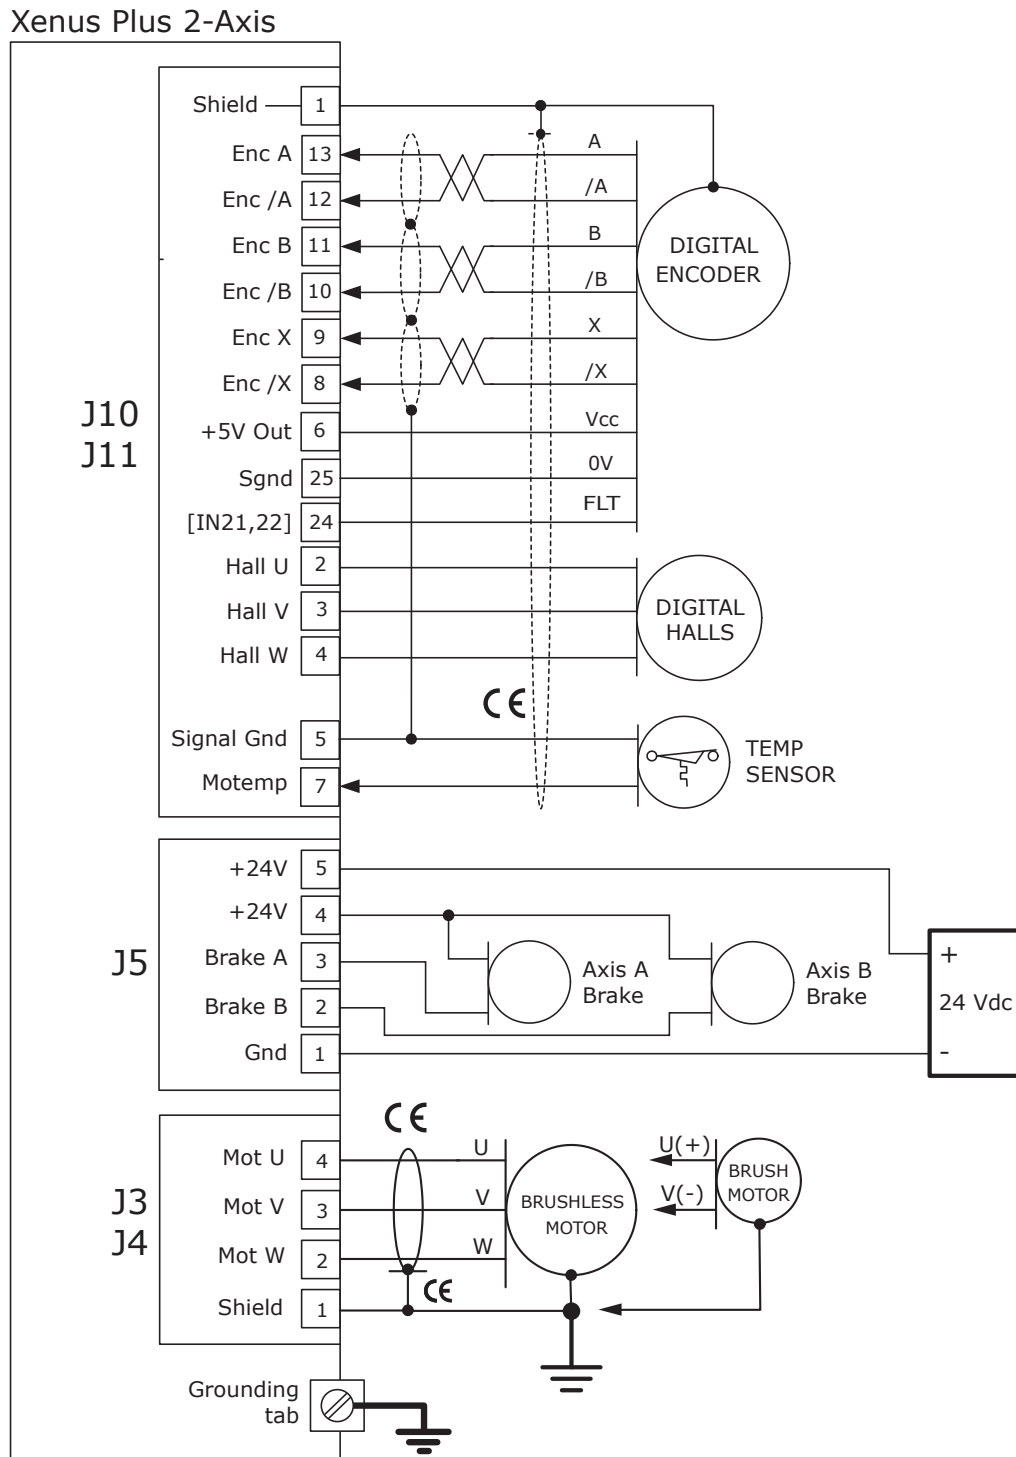 Xenus Plus 2-Axis
J10
J11
Shield 1
Enc A 13 A
Enc /A 12 /A
Enc B 11 B
Enc /B 10 /B
Enc X 9 X
Enc /X 8 /X
+5V Out 6 Vcc
Sgnd 25 0V
[IN21,22] 24 FLT
DIGITAL
ENCODER
Hall U 2
Hall V 3
Hall W 4
DIGITAL
HALLS
CE
Signal Gnd 5
Motemp 7
TEMP
SENSOR
J5
+24V 5
+24V 4
Brake A 3
Brake B 2
Gnd 1
Axis A
Brake
Axis B
Brake
+
24 Vdc
-
J3
J4
CE
Mot U 4 U
Mot V 3 V
Mot W 2 W
Shield 1
CE
BRUSHLESS
MOTOR
U(+)
V(-)
BRUSH
MOTOR
Grounding
tab